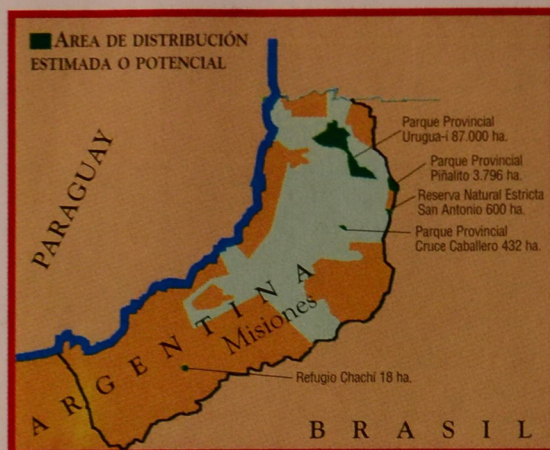 AREA DE DISTRIBUCIÓN
ESTIMADA O POTENCIAL
PARAGUAY
Parque Provincial
Urugua-í 87.000 ha.
Parque Provincial
Piñalito 3.796 ha.
Reserva Natural Estricta
San Antonio 600 ha.
Parque Provincial
Cruce Caballero 432 ha.
ARGENTINA
Misiones
Refugio Chachí 18 ha.
BRASIL